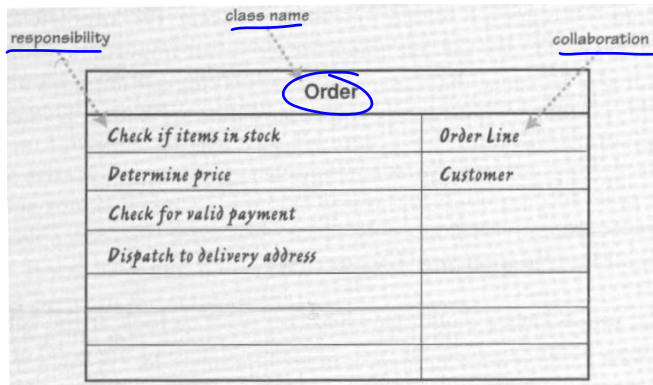 class name
responsibility
collaboration
Order
Check if items in stock
Order Line
Determine price
Customer
Check for valid payment
Dispatch to delivery address